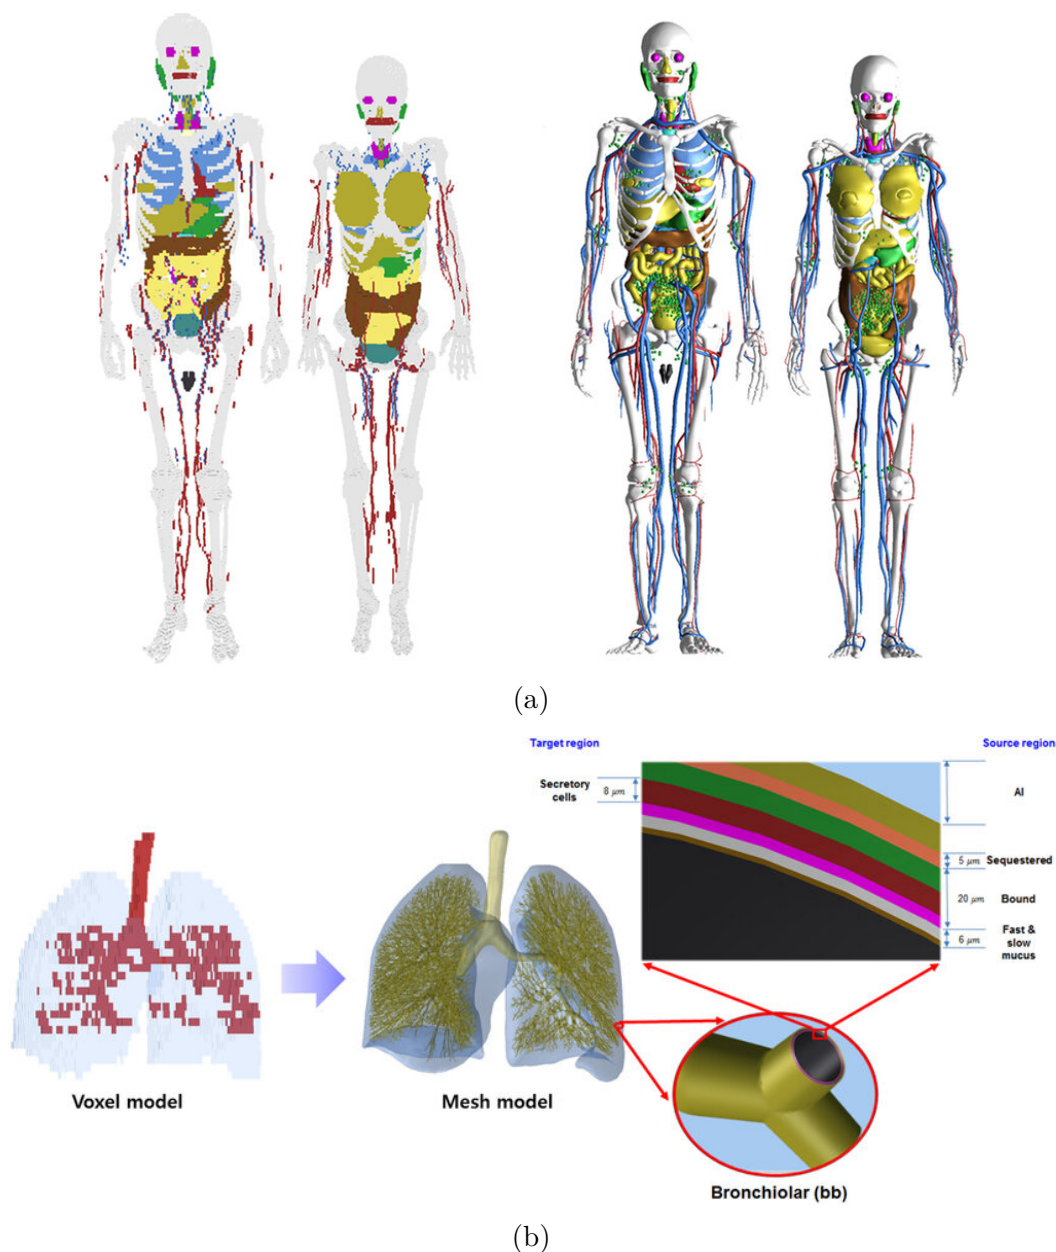 (a)
Target region
Source region
Secretory
cells
8 μm
AI
5 μm
Sequestered
20 μm
Bound
6 μm
Fast &
slow
mucus
Voxel model
Mesh model
Bronchiolar (bb)
(b)